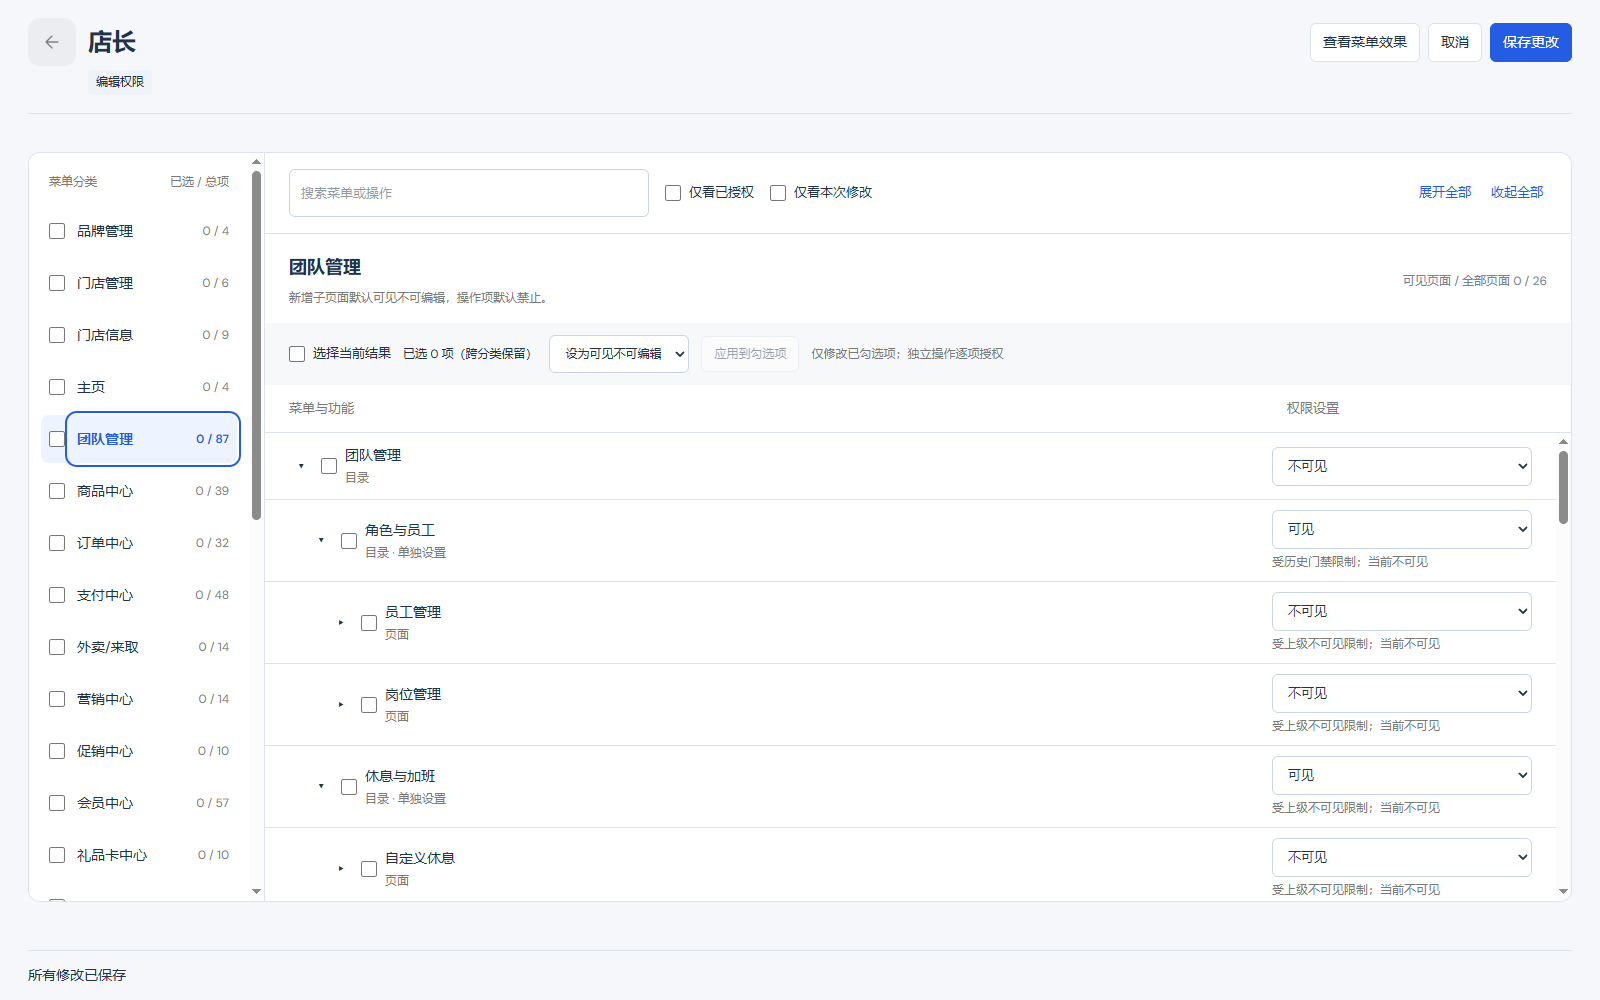 店长
编辑权限
查看菜单效果
取消
保存更改
菜单分类
已选 / 总项
品牌管理
0 / 4
门店管理
0 / 6
门店信息
0 / 9
主页
0 / 4
团队管理
0 / 87
商品中心
0 / 39
订单中心
0 / 32
支付中心
0 / 48
外卖/来取
0 / 14
营销中心
0 / 14
促销中心
0 / 10
会员中心
0 / 57
礼品卡中心
0 / 10
搜索菜单或操作
仅看已授权
仅看本次修改
展开全部
收起全部
团队管理
新增子页面默认可见不可编辑，操作项默认禁止。
可见页面 / 全部页面 0 / 26
选择当前结果
已选 0 项（跨分类保留）
设为可见不可编辑
应用到勾选项
仅修改已勾选项；独立操作逐项授权
菜单与功能
权限设置
团队管理
目录
不可见
角色与员工
目录 · 单独设置
可见
受历史门禁限制；当前不可见
员工管理
页面
不可见
受上级不可见限制；当前不可见
岗位管理
页面
不可见
受上级不可见限制；当前不可见
休息与加班
目录 · 单独设置
可见
受上级不可见限制；当前不可见
自定义休息
页面
不可见
受上级不可见限制；当前不可见
所有修改已保存